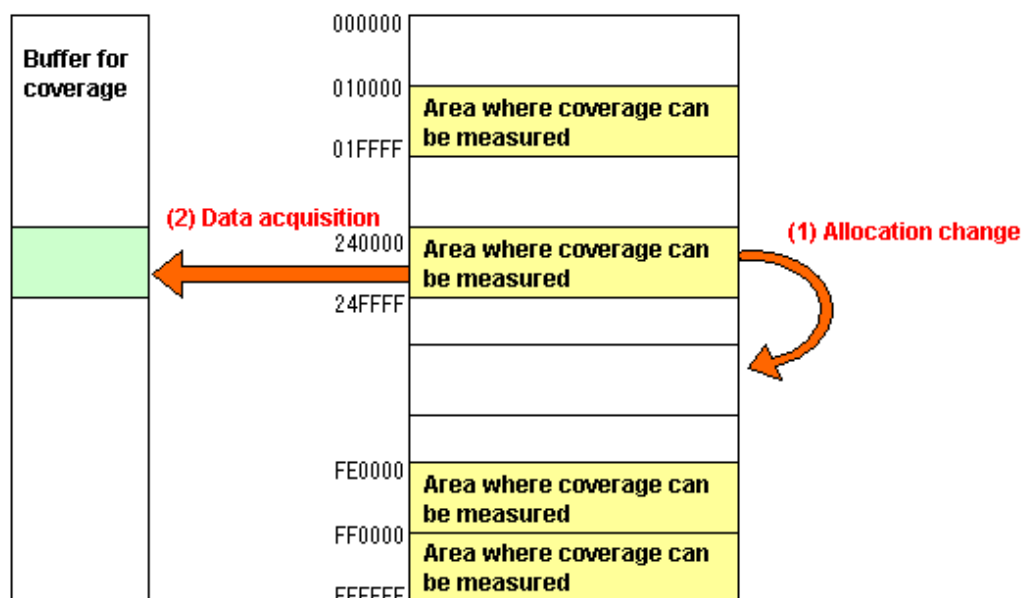 Buffer for
coverage
000000
010000
Area where coverage can
be measured
01FFFF
(2) Data acquisition
240000
Area where coverage can
be measured
(1) Allocation change
24FFFF
FE0000
Area where coverage can
be measured
FF0000
Area where coverage can
be measured
FFFFFF